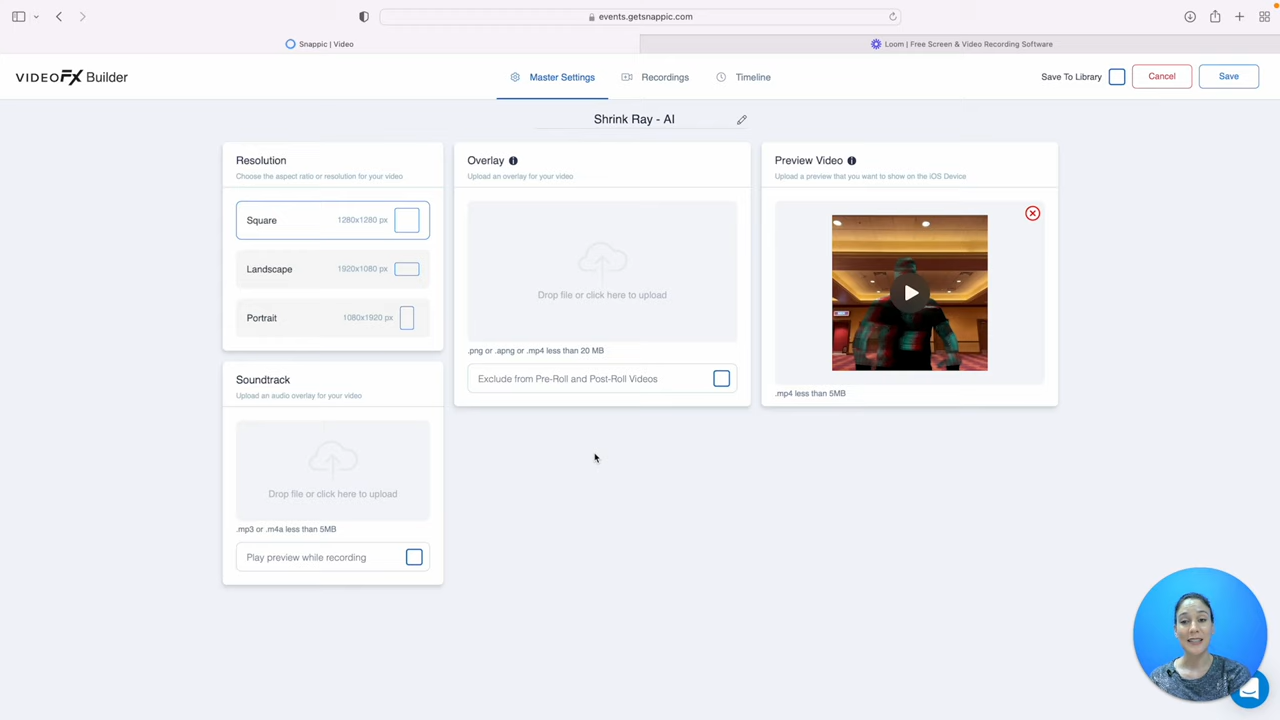 events.getsnappic.com
Snappic | Video
Loom | Free Screen & Video Recording Software
VIDEOFX Builder
Master Settings
Recordings
Timeline
Save To Library
Cancel
Save
Shrink Ray - AI
Resolution
Choose the aspect ratio or resolution for your video
Square 1280x1280 px
Landscape 1920x1080 px
Portrait 1080x1920 px
Soundtrack
Upload an audio overlay for your video
Drop file or click here to upload
.mp3 or .m4a less than 5MB
Play preview while recording
Overlay
Upload an overlay for your video
Drop file or click here to upload
.png or .apng or .mp4 less than 20 MB
Exclude from Pre-Roll and Post-Roll Videos
Preview Video
Upload a preview that you want to show on the iOS Device
.mp4 less than 5MB